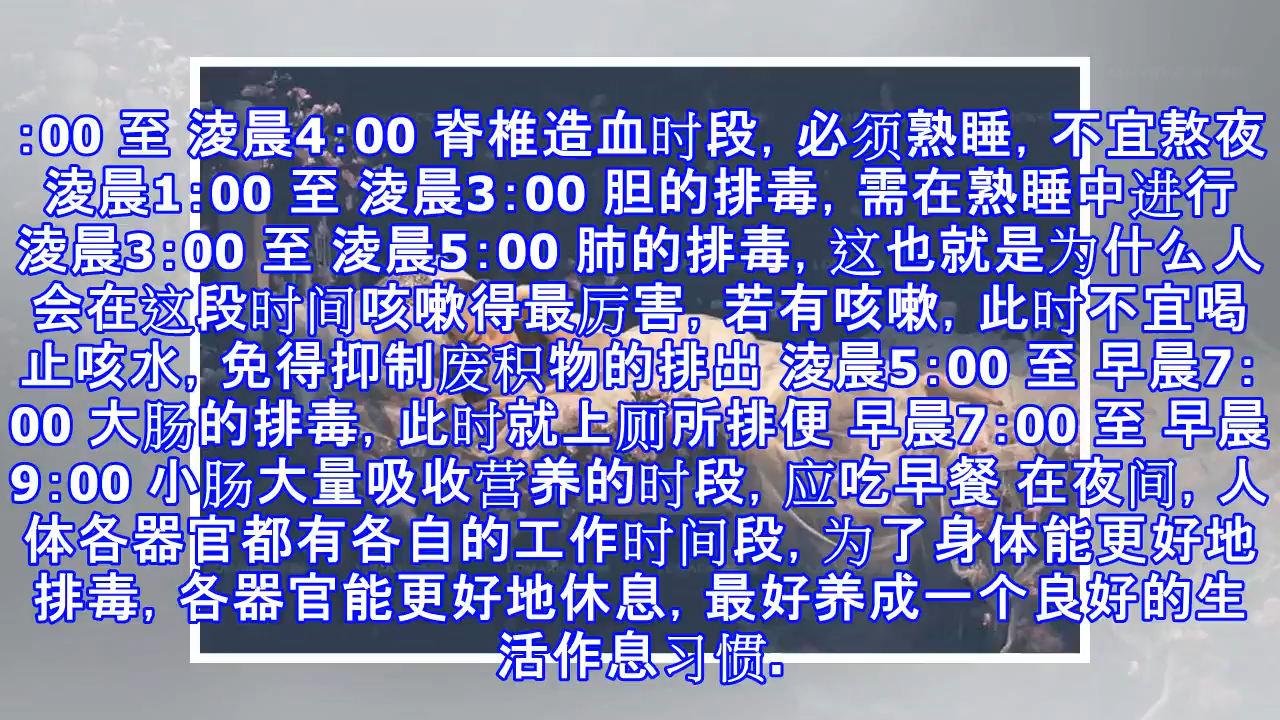 :00 至 淩晨4:00 脊椎造血时段, 必须熟睡, 不宜熬夜
淩晨1:00 至 淩晨3:00 胆的排毒, 需在熟睡中进行
淩晨3:00 至 淩晨5:00 肺的排毒, 这也就是为什么人
会在这段时间咳嗽得最厉害, 若有咳嗽, 此时不宜喝
止咳水, 免得抑制废积物的排出 淩晨5:00 至 早晨7:
00 大肠的排毒, 此时就上厕所排便 早晨7:00 至 早晨
9:00 小肠大量吸收营养的时段, 应吃早餐 在夜间, 人
体各器官都有各自的工作时间段, 为了身体能更好地
排毒, 各器官能更好地休息, 最好养成一个良好的生
活作息习惯.